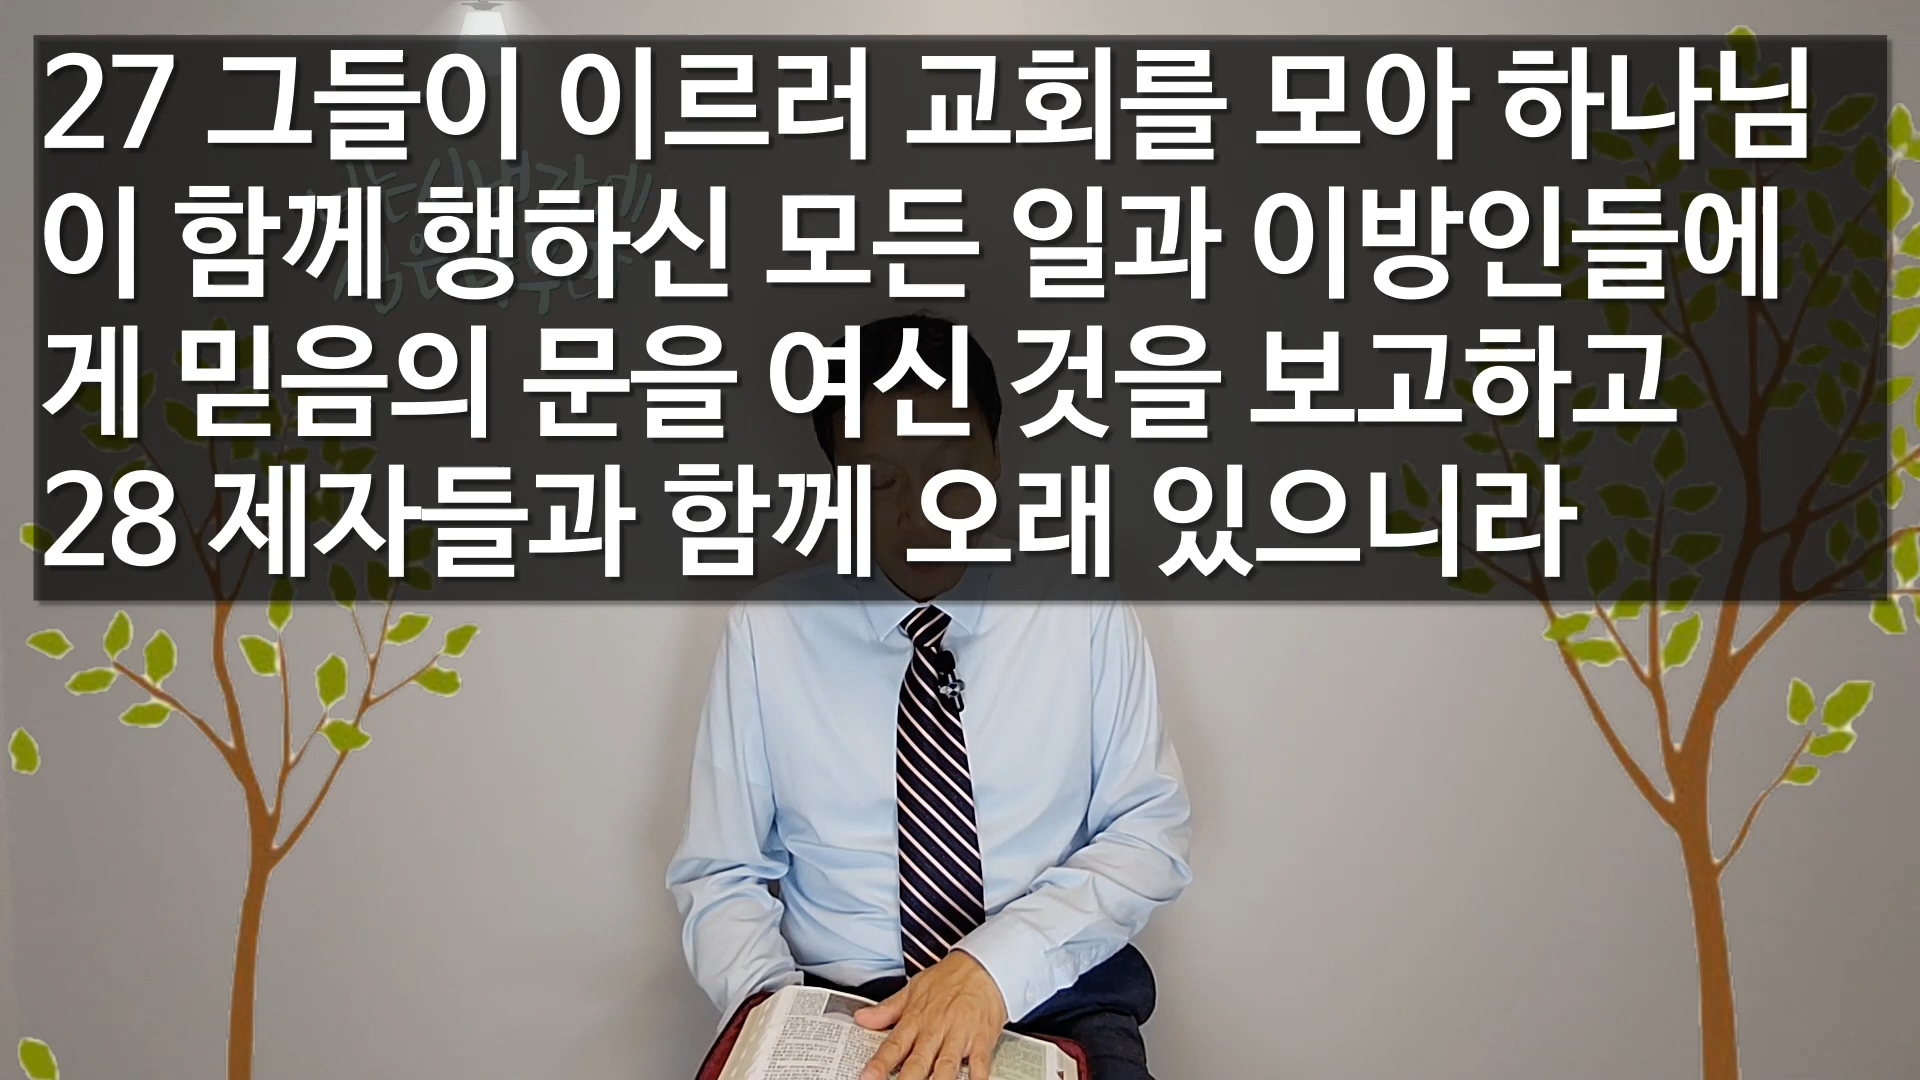 27 그들이 이르러 교회를 모아 하나님
이 함께 행하신 모든 일과 이방인들에
게 믿음의 문을 여신 것을 보고하고
28 제자들과 함께 오래 있으니라